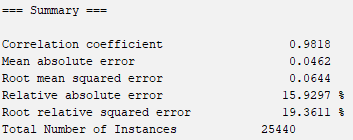 === Summary ===
Correlation coefficient 0.9818
Mean absolute error 0.0462
Root mean squared error 0.0644
Relative absolute error 15.9297 %
Root relative squared error 19.3611 %
Total Number of Instances 25440